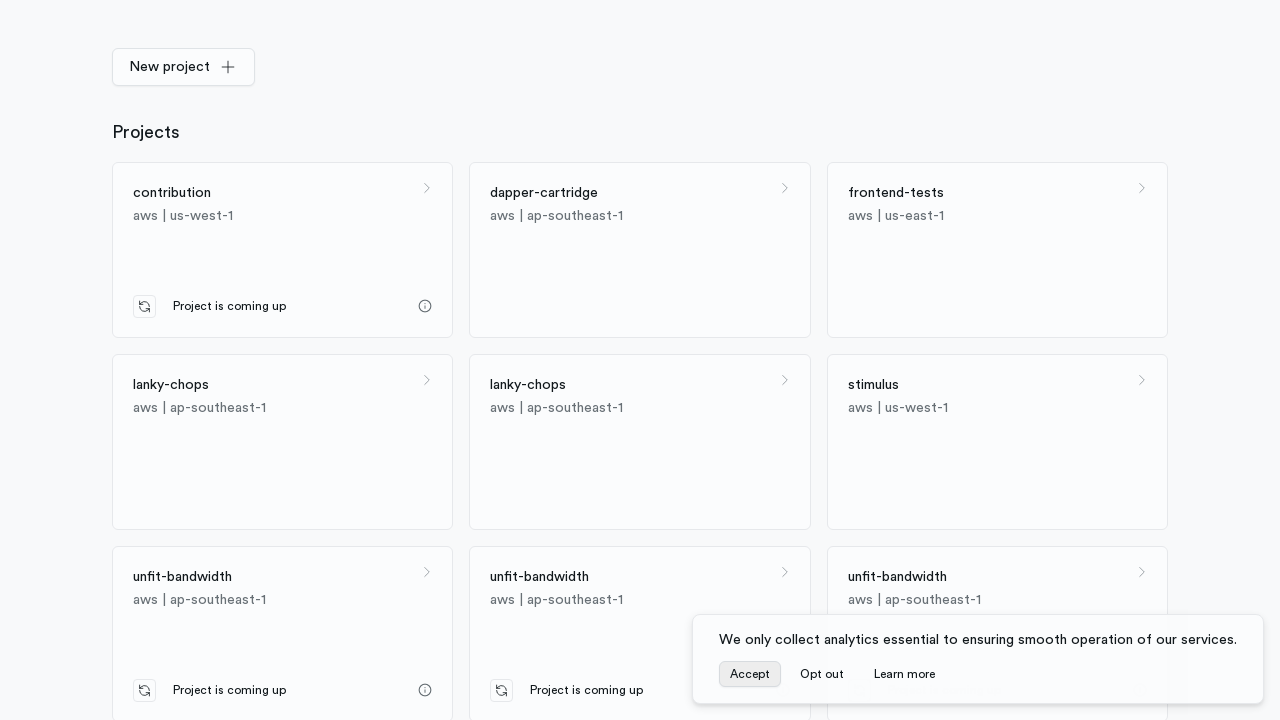 New project
Projects
contribution
aws | us-west-1
Project is coming up
dapper-cartridge
aws | ap-southeast-1
frontend-tests
aws | us-east-1
lanky-chops
aws | ap-southeast-1
lanky-chops
aws | ap-southeast-1
stimulus
aws | us-west-1
unfit-bandwidth
aws | ap-southeast-1
Project is coming up
unfit-bandwidth
aws | ap-southeast-1
Project is coming up
unfit-bandwidth
aws | ap-southeast-1
We only collect analytics essential to ensuring smooth operation of our services.
Accept
Opt out
Learn more